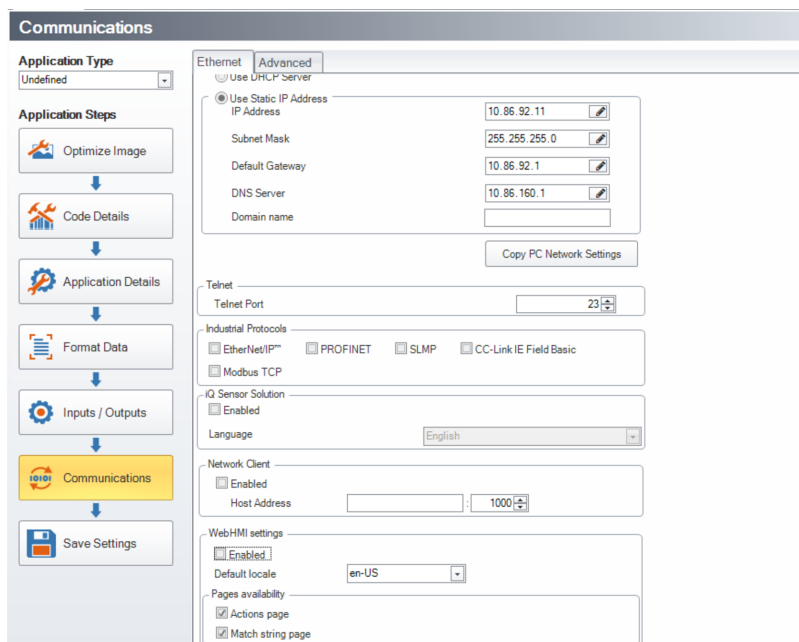 Communications
Application Type
Undefined
Application Steps
Optimize Image
Code Details
Application Details
Format Data
Inputs / Outputs
Communications
Save Settings
Ethernet Advanced
Use DHCP Server
Use Static IP Address
IP Address 10.86.92.11
Subnet Mask 255.255.255.0
Default Gateway 10.86.92.1
DNS Server 10.86.160.1
Domain name
Copy PC Network Settings
Telnet
Telnet Port 23
Industrial Protocols
EtherNet/IP™ PROFINET SLMP CC-Link IE Field Basic
Modbus TCP
iQ Sensor Solution
Enabled
Language English
Network Client
Enabled
Host Address : 1000
WebHMI settings
Enabled
Default locale en-US
Pages availability
Actions page
Match string page